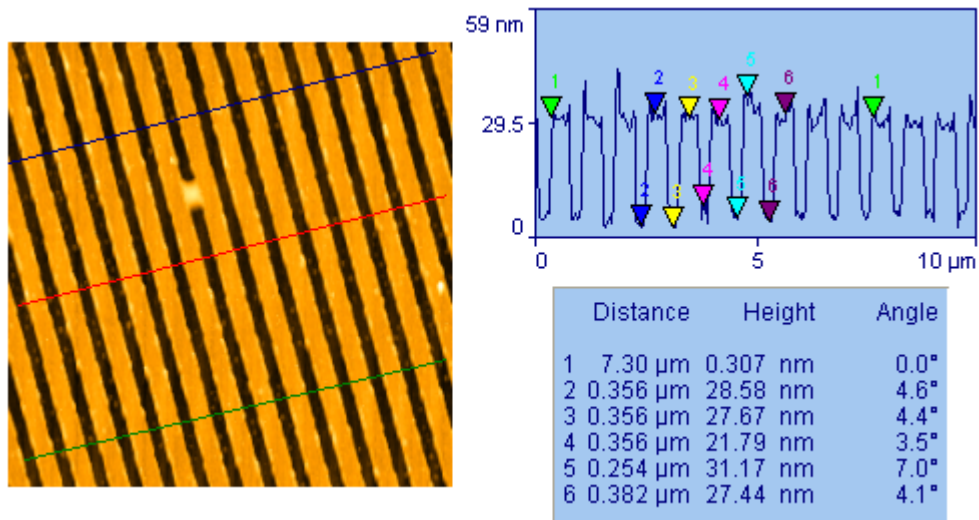 59 nm
29.5
0
0 5 10 µm
1 2 3 4 5 6 1
2 3 4 5 6
Distance Height Angle
1 7.30 µm 0.307 nm 0.0°
2 0.356 µm 28.58 nm 4.6°
3 0.356 µm 27.67 nm 4.4°
4 0.356 µm 21.79 nm 3.5°
5 0.254 µm 31.17 nm 7.0°
6 0.382 µm 27.44 nm 4.1°